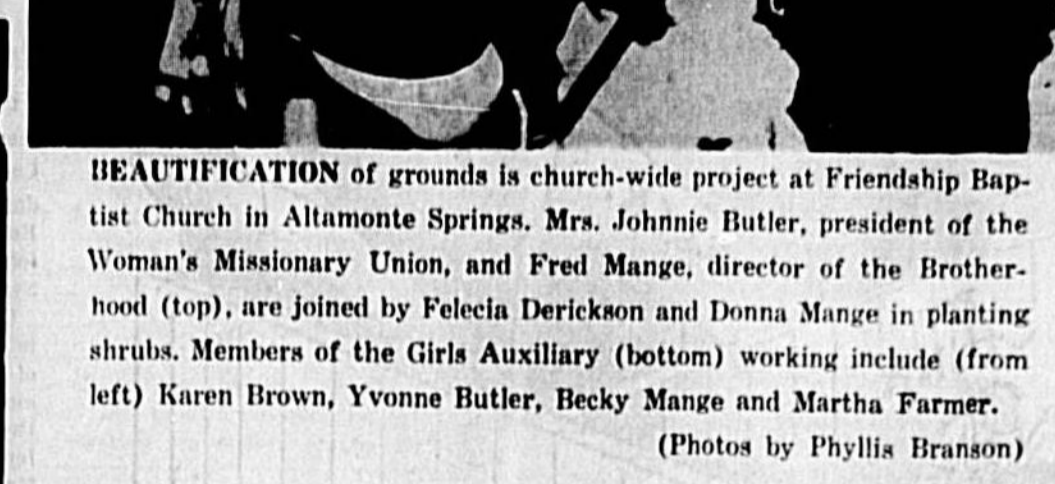 BEAUTIFICATION of grounds is church-wide project at Friendship Bap-
tist Church in Altamonte Springs. Mrs. Johnnie Butler, president of the
Woman's Missionary Union, and Fred Mange, director of the Brother-
hood (top), are joined by Felecia Derickson and Donna Mange in planting
shrubs. Members of the Girls Auxiliary (bottom) working include (from
left) Karen Brown, Yvonne Butler, Becky Mange and Martha Farmer.
(Photos by Phyllis Branson)